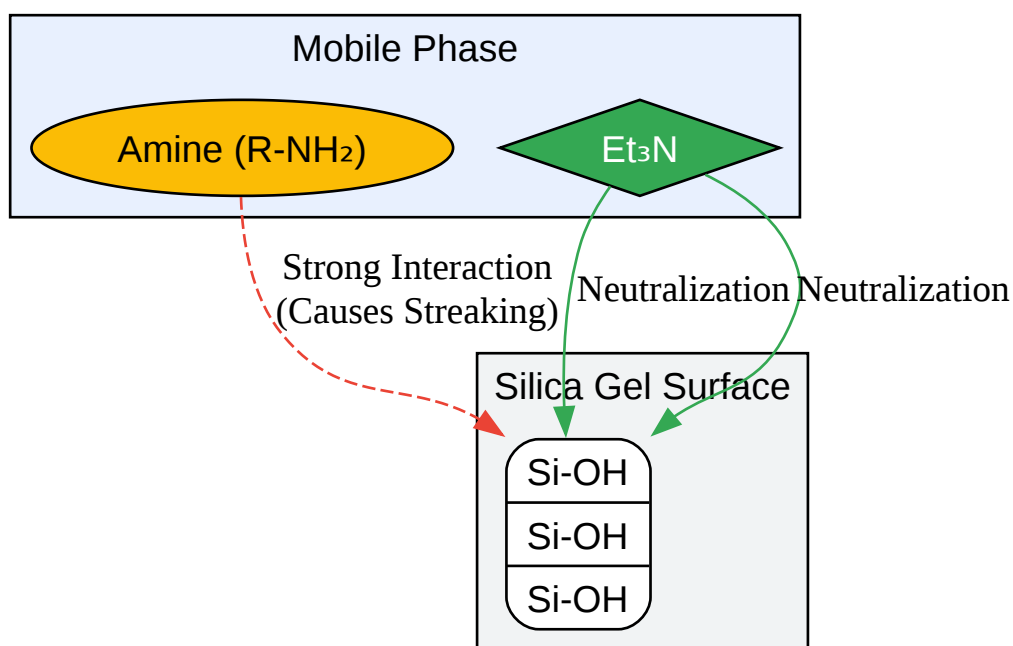 Mobile Phase
Amine (R-NH₂)
Et₃N
Strong Interaction
(Causes Streaking)
Neutralization
Neutralization
Silica Gel Surface
Si-OH
Si-OH
Si-OH